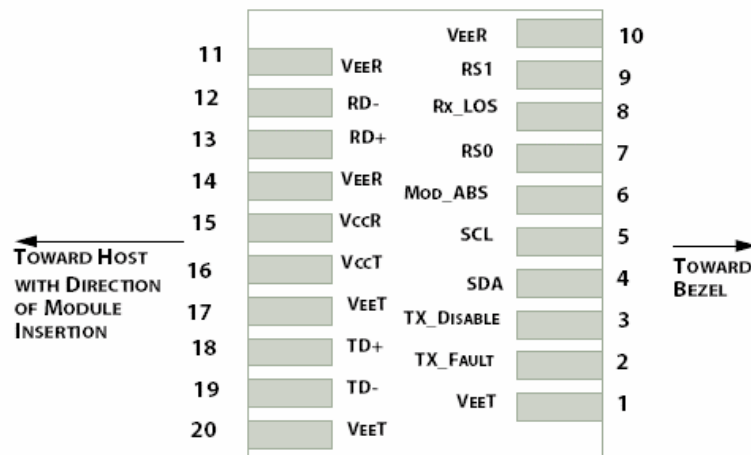 VEER
10
11
VEER
RS1
9
12
RD-
RX_LOS
8
13
RD+
RS0
7
14
VEER
MOD_ABS
6
15
VCCR
SCL
5
TOWARD HOST
WITH DIRECTION
OF MODULE
INSERTION
16
VCCT
SDA
4
TOWARD
BEZEL
17
VEET
TX_DISABLE
3
18
TD+
TX_FAULT
2
19
TD-
VEET
1
20
VEET